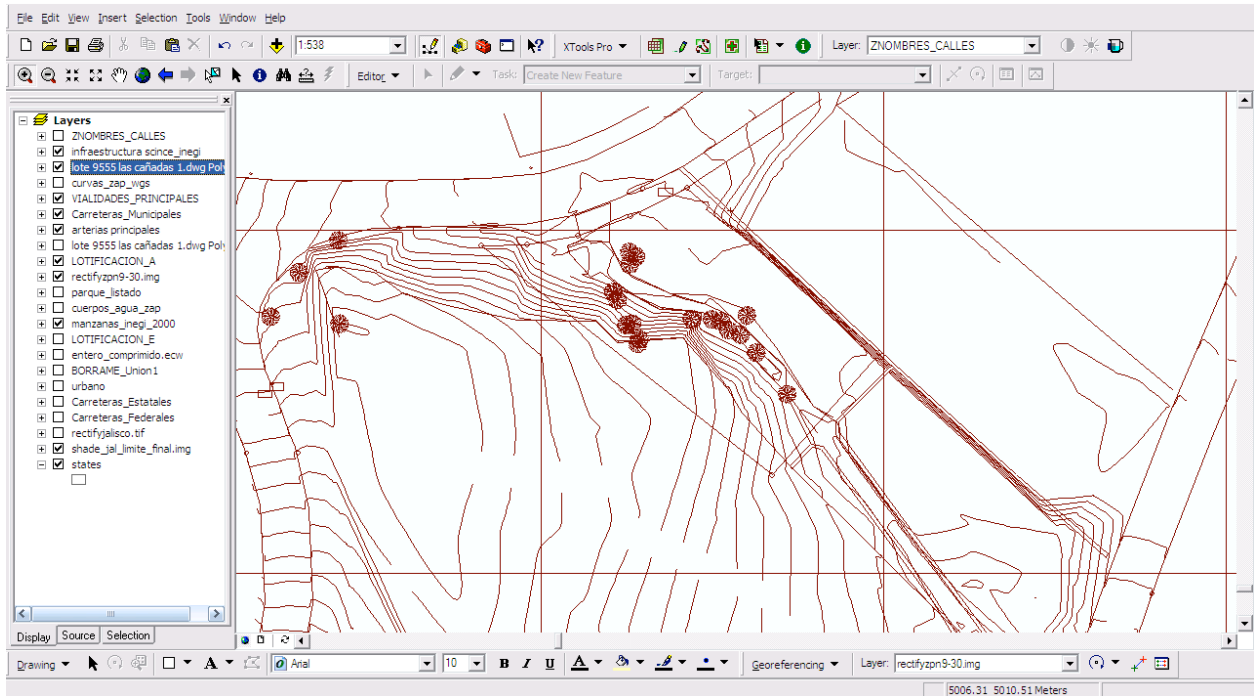 File Edit View Insert Selection Tools Window Help
1:538 XTools Pro Layer: ZNOMBRES_CALLES
Editor Task: Create New Feature Target:
Layers
ZNOMBRES_CALLES
infraestructura scince_inegi
lote 9555 las cañadas 1.dwg Poly
curvas_zap_wgs
VIALIDADES_PRINCIPALES
Carreteras_Municipales
arterias principales
lote 9555 las cañadas 1.dwg Poly
LOTIFICACION_A
rectifyzpn9-30.img
parque_listado
cuerpos_agua_zap
manzanas_inegi_2000
LOTIFICACION_E
entero_comprimido.ecw
BORRAME_Union1
urbano
Carreteras_Estatales
Carreteras_Federales
rectifyjalisco.tif
shade_jal_limite_final.img
states
Display Source Selection
Drawing A Arial 10 B I U A Georeferencing Layer: rectifyzpn9-30.img
5006.31 5010.51 Meters